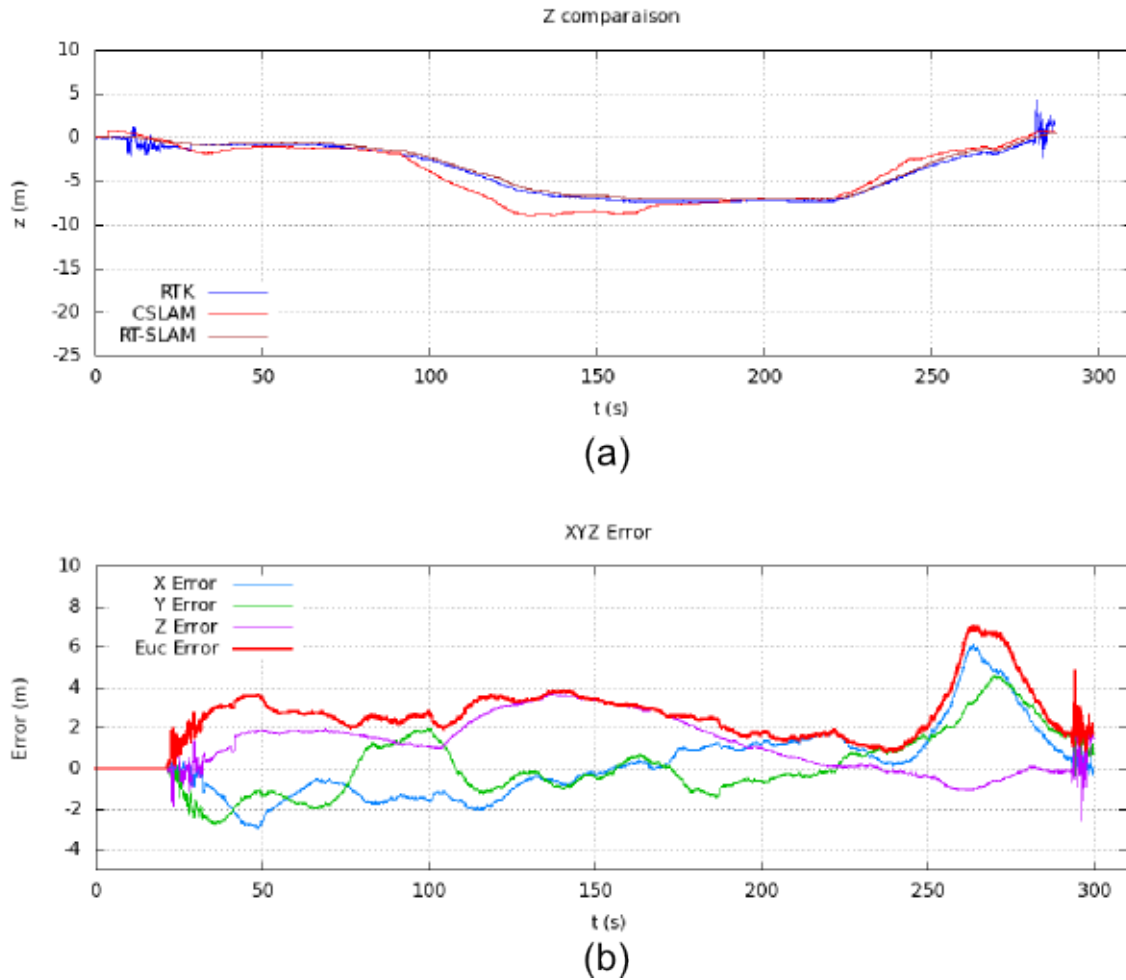 Z comparaison
10
5
0
-5
-10
-15
-20
-25
z (m)
RTK
CSLAM
RT-SLAM
0 50 100 150 200 250 300
t (s)
(a)
XYZ Error
10
8
6
4
2
0
-2
-4
Error (m)
X Error
Y Error
Z Error
Euc Error
0 50 100 150 200 250 300
t (s)
(b)